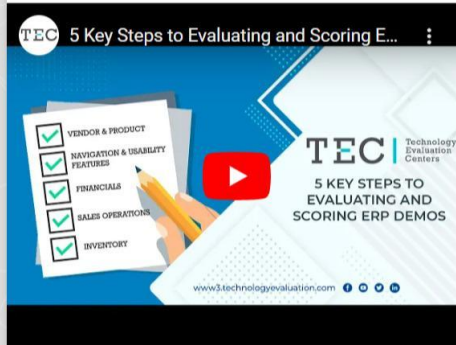 TEC
5 Key Steps to Evaluating and Scoring E...
VENDOR & PRODUCT
NAVIGATION & USABILITY
FEATURES
FINANCIALS
SALES OPERATIONS
INVENTORY
TEC | Technology
Evaluation
Centers
5 KEY STEPS TO
EVALUATING AND
SCORING ERP DEMOS
www3.technologyevaluation.com